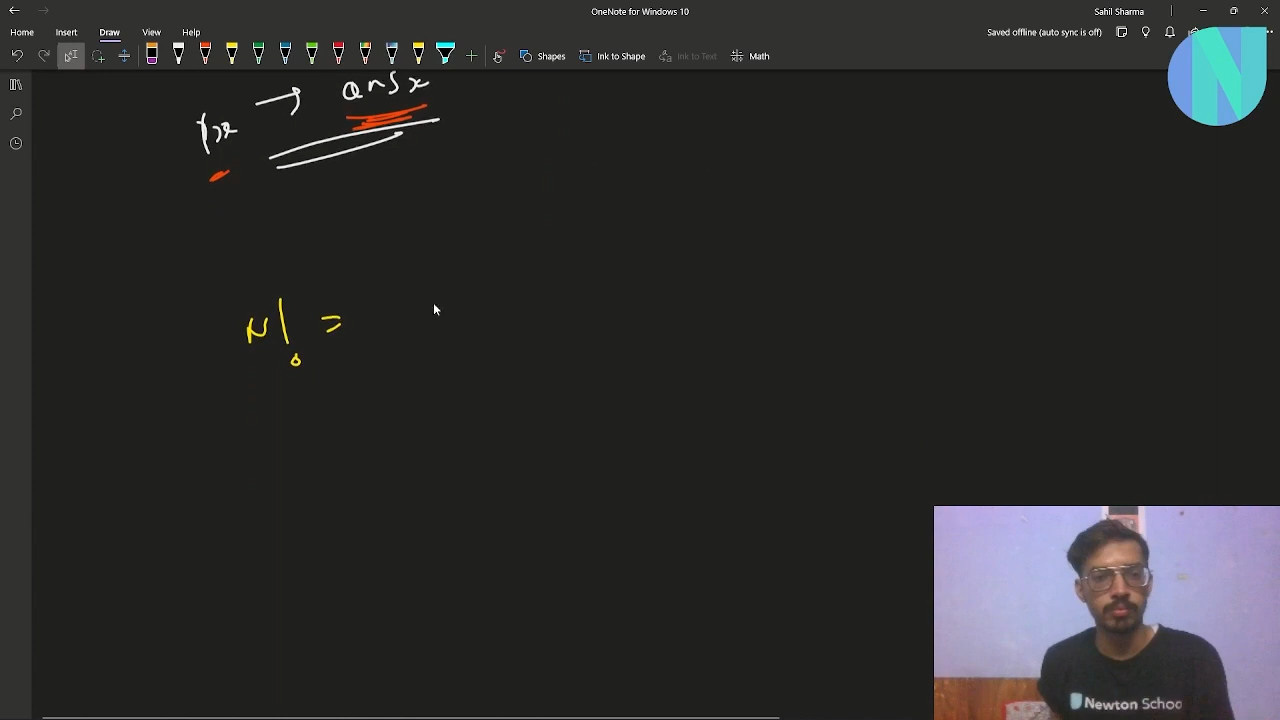 OneNote for Windows 10
Sahil Sharma
Home Insert Draw View Help
Saved offline (auto sync is off)
Shapes Ink to Shape Ink to Text Math
→ ans x
N! =
Newton School